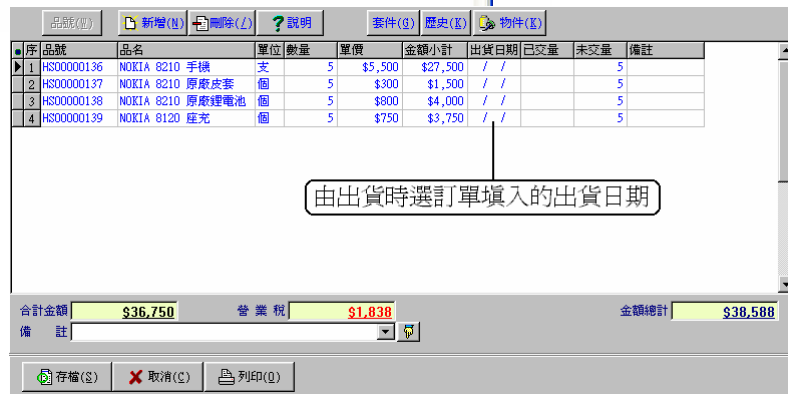 品號(W) 新增(N) 刪除(/) ?說明 套件(G) 歷史(K) 物件(E)
序 品號 品名 單位 數量 單價 金額小計 出貨日期 已交量 未交量 備註
1 HS00000136 NOKIA 8210 手機 支 5 $5,500 $27,500 / / 5
2 HS00000137 NOKIA 8210 原廠皮套 個 5 $300 $1,500 / / 5
3 HS00000138 NOKIA 8210 原廠鋰電池 個 5 $800 $4,000 / / 5
4 HS00000139 NOKIA 8120 座充 個 5 $750 $3,750 / / 5
由出貨時選訂單填入的出貨日期
合計金額 $36,750 營業稅 $1,838 金額總計 $38,588
備 註
存檔(S) 取消(C) 列印(Q)